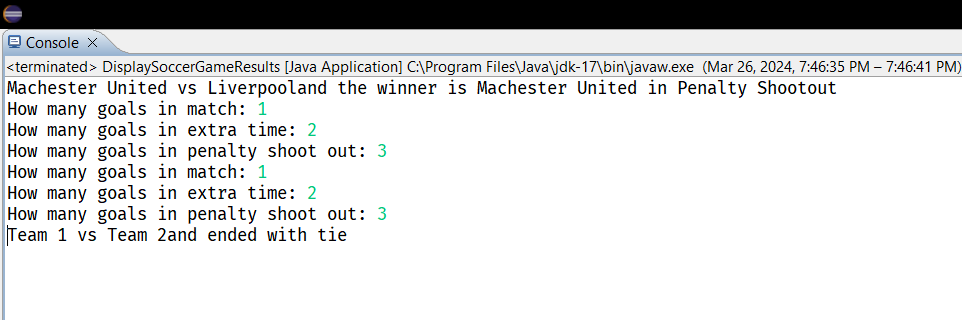 Console
<terminated> DisplaySoccerGameResults [Java Application] C:\Program Files\Java\jdk-17\bin\javaw.exe (Mar 26, 2024, 7:46:35 PM – 7:46:41 PM)
Machester United vs Liverpooland the winner is Machester United in Penalty Shootout
How many goals in match: 1
How many goals in extra time: 2
How many goals in penalty shoot out: 3
How many goals in match: 1
How many goals in extra time: 2
How many goals in penalty shoot out: 3
Team 1 vs Team 2and ended with tie